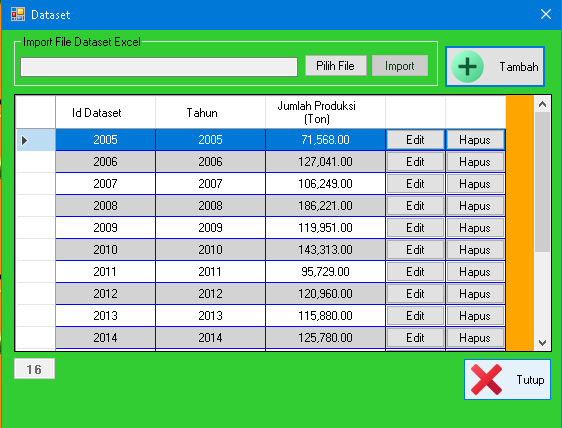 Dataset
Import File Dataset Excel
Pilih File Import Tambah
Id Dataset Tahun Jumlah Produksi
(Ton)
2005 2005 71,568.00 Edit Hapus
2006 2006 127,041.00 Edit Hapus
2007 2007 106,249.00 Edit Hapus
2008 2008 186,221.00 Edit Hapus
2009 2009 119,951.00 Edit Hapus
2010 2010 143,313.00 Edit Hapus
2011 2011 95,729.00 Edit Hapus
2012 2012 120,960.00 Edit Hapus
2013 2013 115,880.00 Edit Hapus
2014 2014 125,780.00 Edit Hapus
16 Tutup